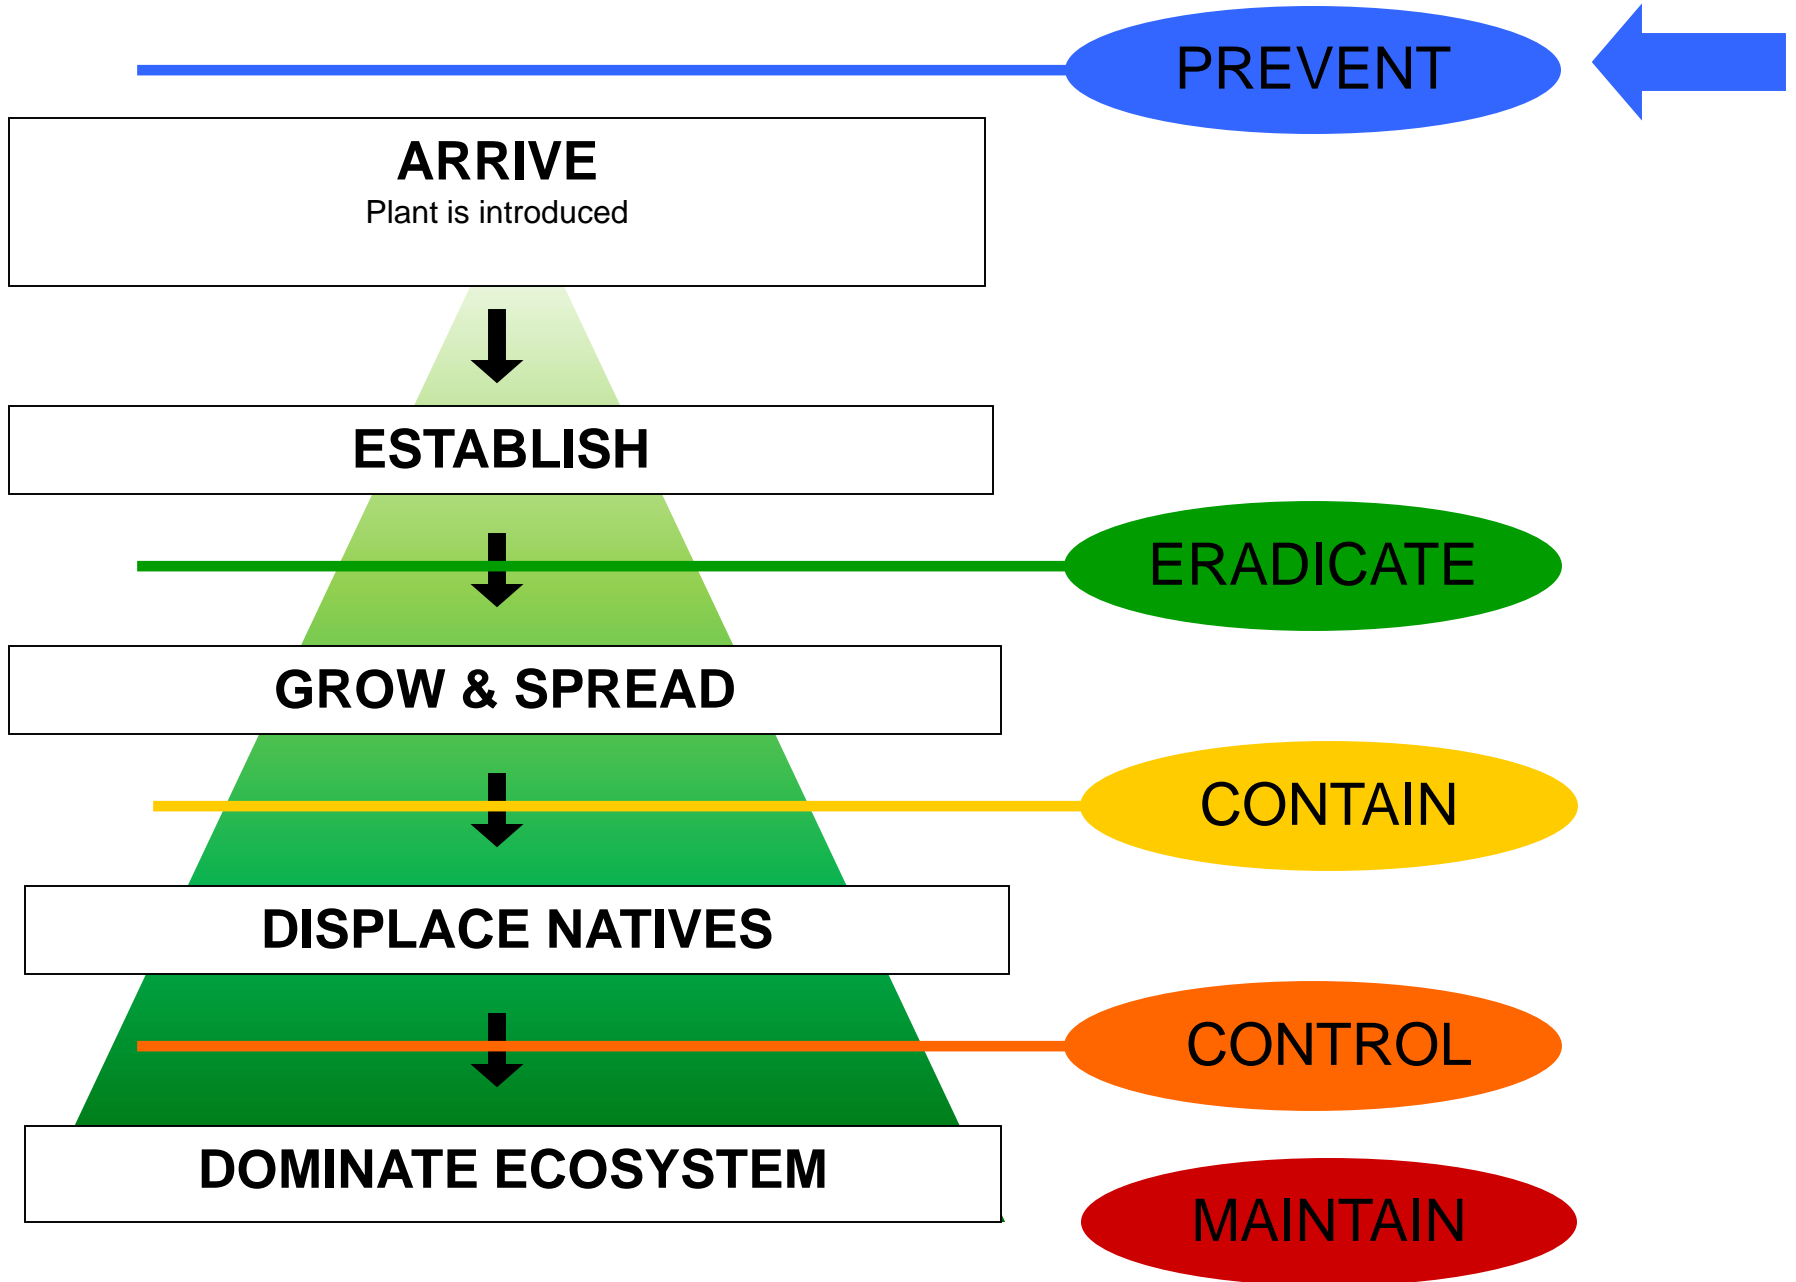 PREVENT
ARRIVE
Plant is introduced
ESTABLISH
ERADICATE
GROW & SPREAD
CONTAIN
DISPLACE NATIVES
CONTROL
DOMINATE ECOSYSTEM
MAINTAIN